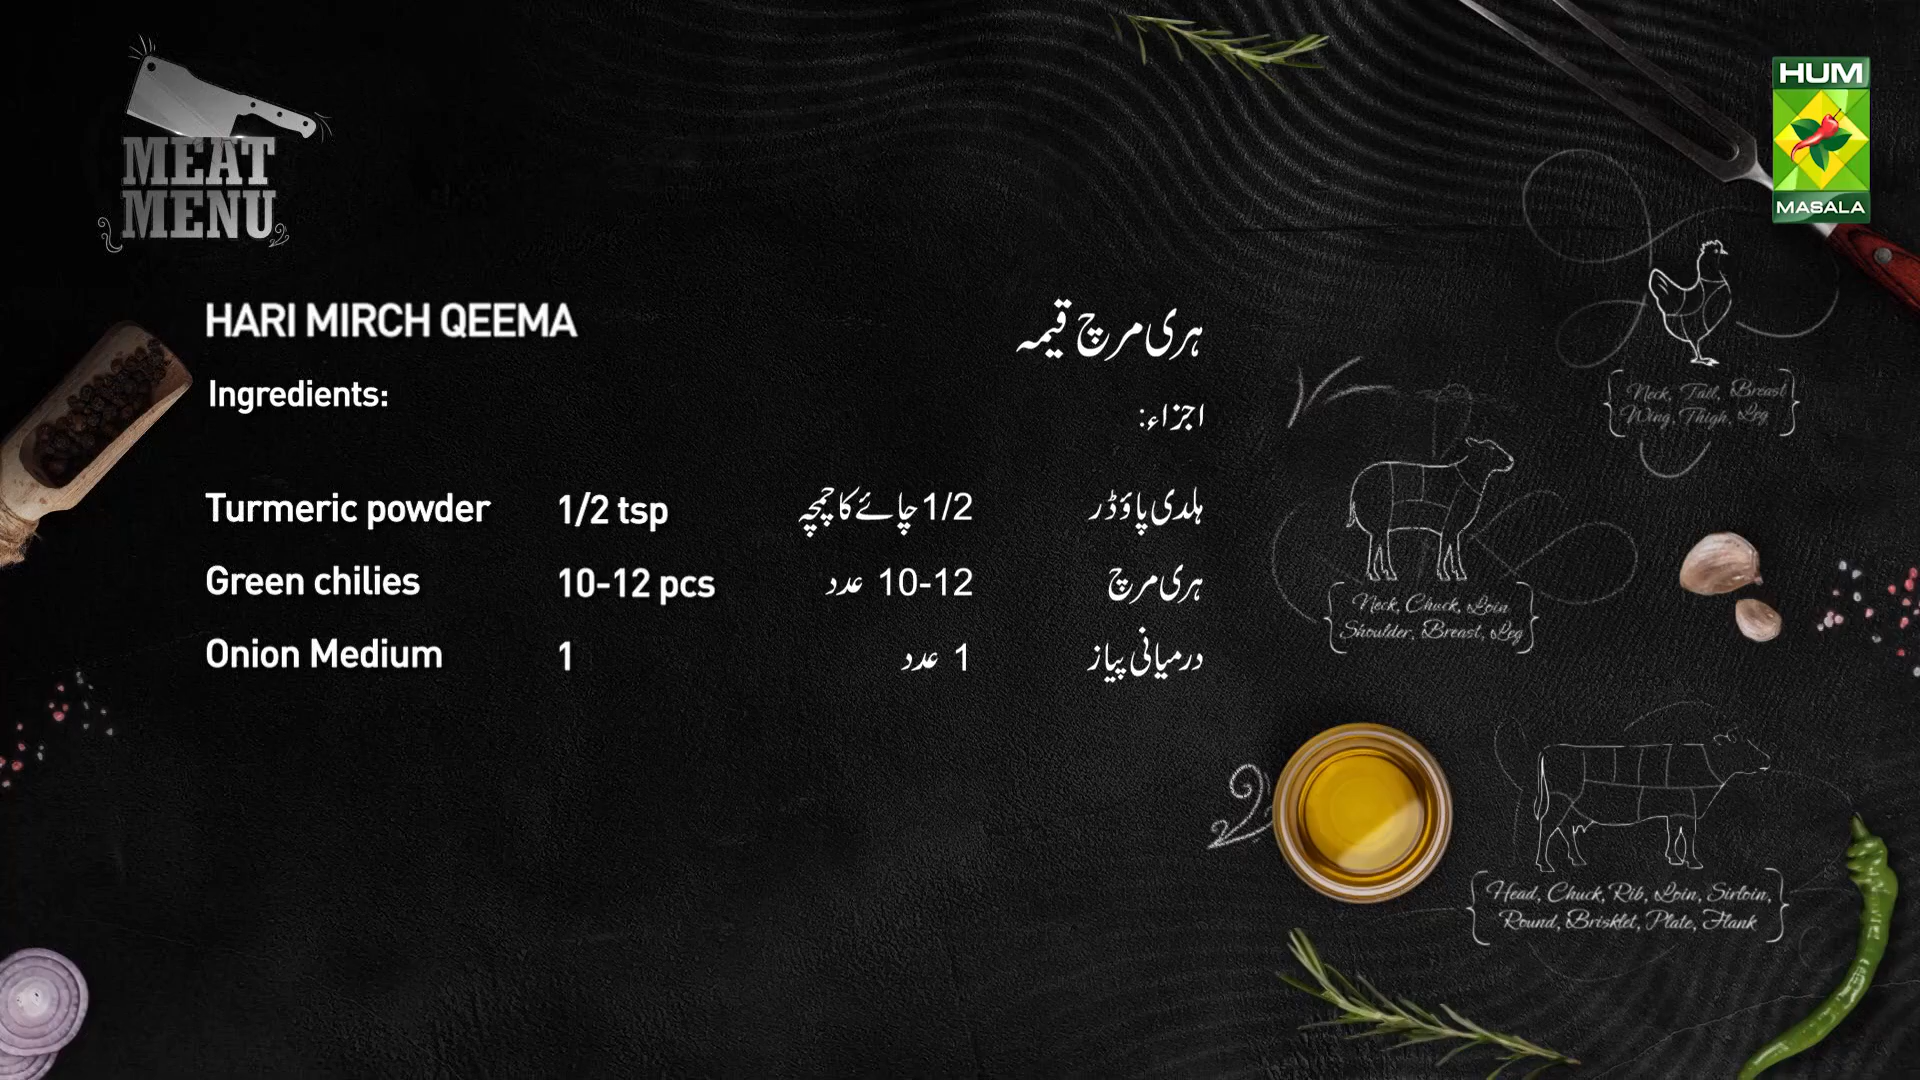 MEAT
MENU
HUM
MASALA
HARI MIRCH QEEMA
ہری مرچ قیمہ
Ingredients:
اجزاء:
Turmeric powder 1/2 tsp 1/2 چائے کا چمچہ ہلدی پاؤڈر
Green chilies 10-12 pcs 10-12 عدد ہری مرچ
Onion Medium 1 1 عدد درمیانی پیاز
Neck, Tail, Breast
Wing, Thigh, Leg
Neck, Chuck, Loin
Shoulder, Breast, Leg
Head, Chuck, Rib, Loin, Sirloin,
Round, Brisklet, Plate, Flank